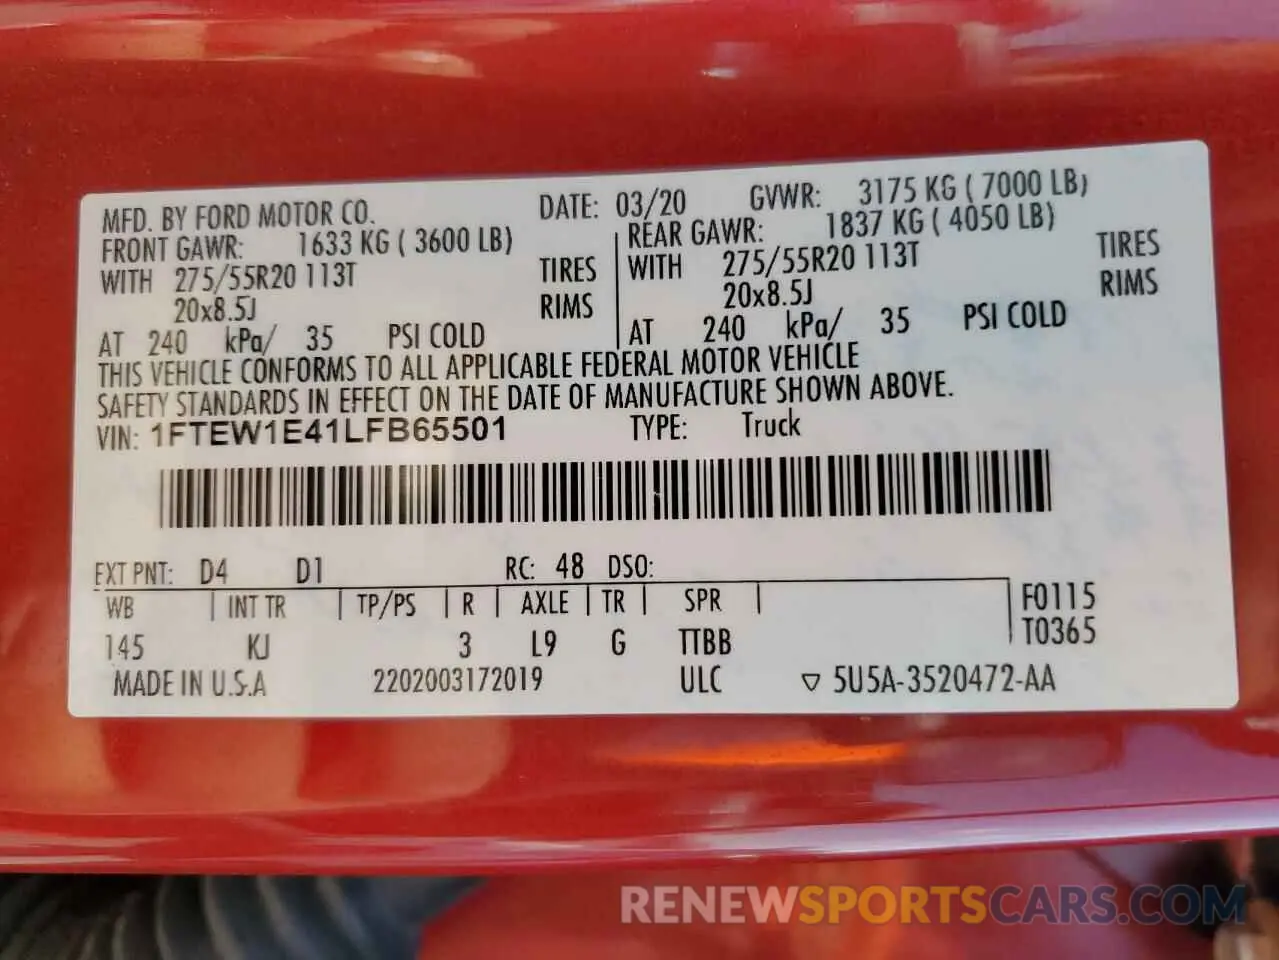 MFD. BY FORD MOTOR CO. DATE: 03/20 GVWR: 3175 KG ( 7000 LB)
FRONT GAWR: 1633 KG ( 3600 LB) REAR GAWR: 1837 KG ( 4050 LB)
WITH 275/55R20 113T TIRES WITH 275/55R20 113T TIRES
20x8.5J RIMS 20x8.5J RIMS
AT 240 kPa/ 35 PSI COLD AT 240 kPa/ 35 PSI COLD
THIS VEHICLE CONFORMS TO ALL APPLICABLE FEDERAL MOTOR VEHICLE
SAFETY STANDARDS IN EFFECT ON THE DATE OF MANUFACTURE SHOWN ABOVE.
VIN: 1FTEW1E41LFB65501 TYPE: Truck
EXT PNT: D4 D1 RC: 48 DSO:
WB | INT TR | TP/PS | R | AXLE | TR | SPR | F0115
145 KJ 3 L9 G TTBB T0365
MADE IN U.S.A 2202003172019 ULC ▽ 5U5A-3520472-AA
RENEWSPORTSCARS.COM